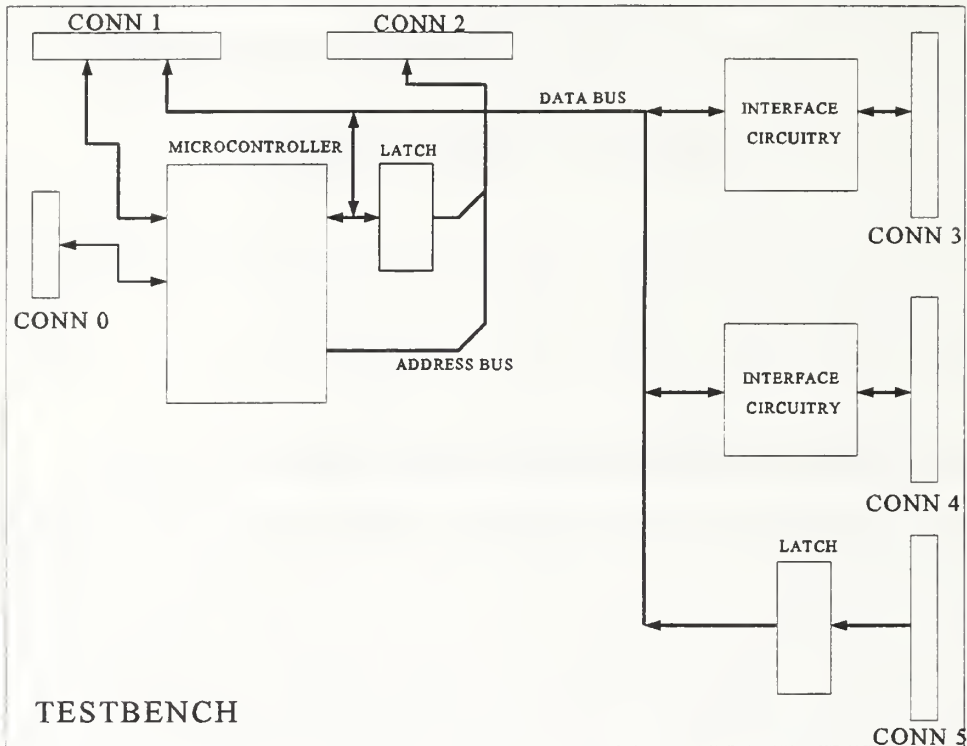 CONN 1
CONN 2
DATA BUS
INTERFACE
CIRCUITRY
MICROCONTROLLER
LATCH
CONN 3
CONN 0
ADDRESS BUS
INTERFACE
CIRCUITRY
CONN 4
LATCH
TESTBENCH
CONN 5